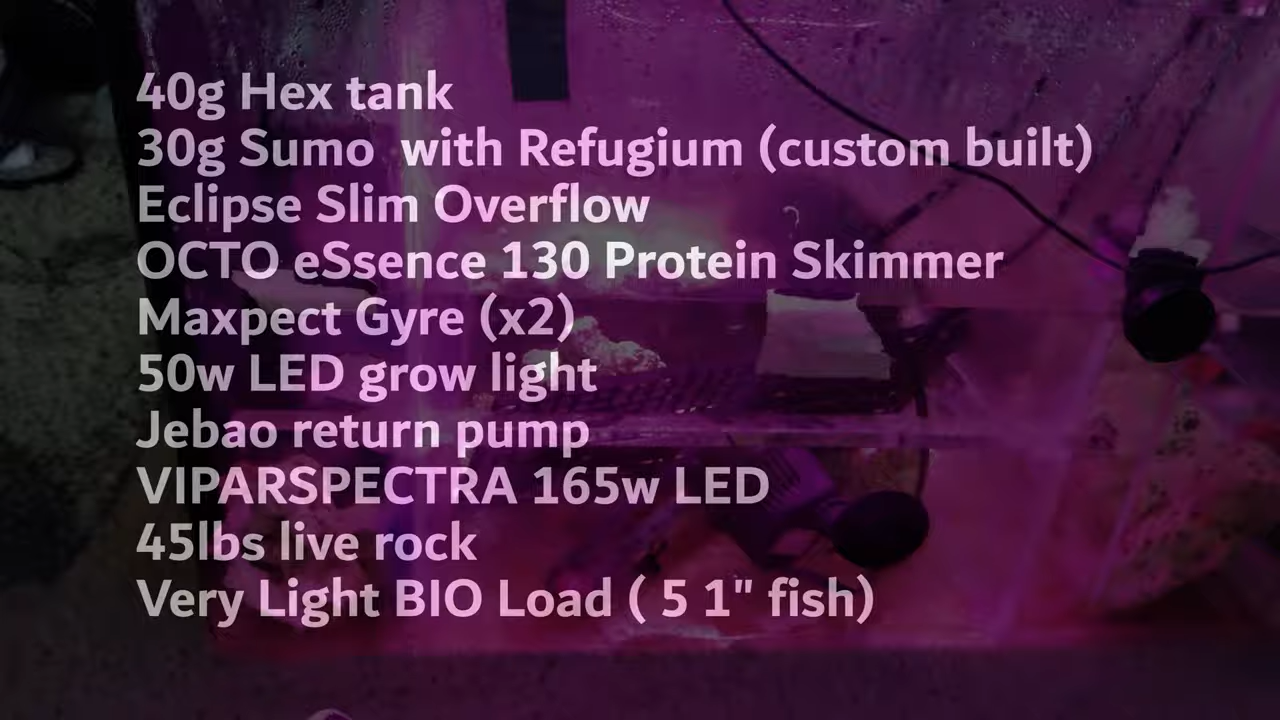 40g Hex tank
30g Sumo  with Refugium (custom built)
Eclipse Slim Overflow
OCTO eSsence 130 Protein Skimmer
Maxpect Gyre (x2)
50w LED grow light
Jebao return pump
VIPARSPECTRA 165w LED
45lbs live rock
Very Light BIO Load ( 5 1" fish)